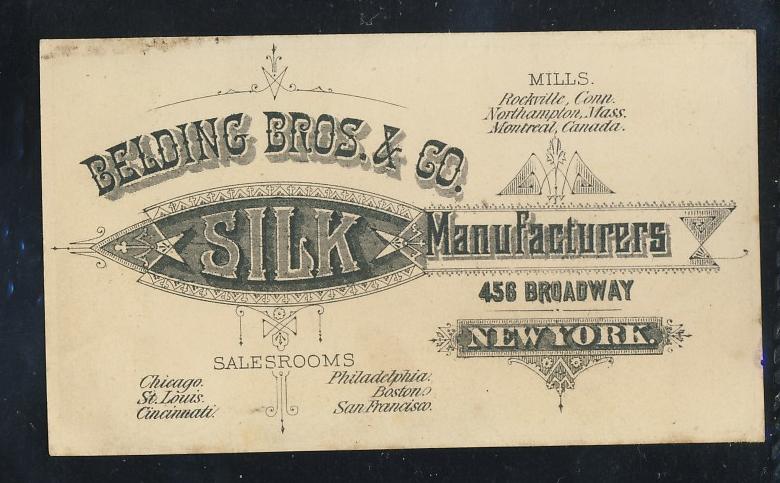 BELDING BROS. & CO.
SILK Manufacturers
456 BROADWAY
NEW YORK.
MILLS.
Rockville, Conn.
Northampton, Mass.
Montreal, Canada.
SALESROOMS
Chicago.
St. Louis.
Cincinnati.
Philadelphia.
Boston.
San Francisco.